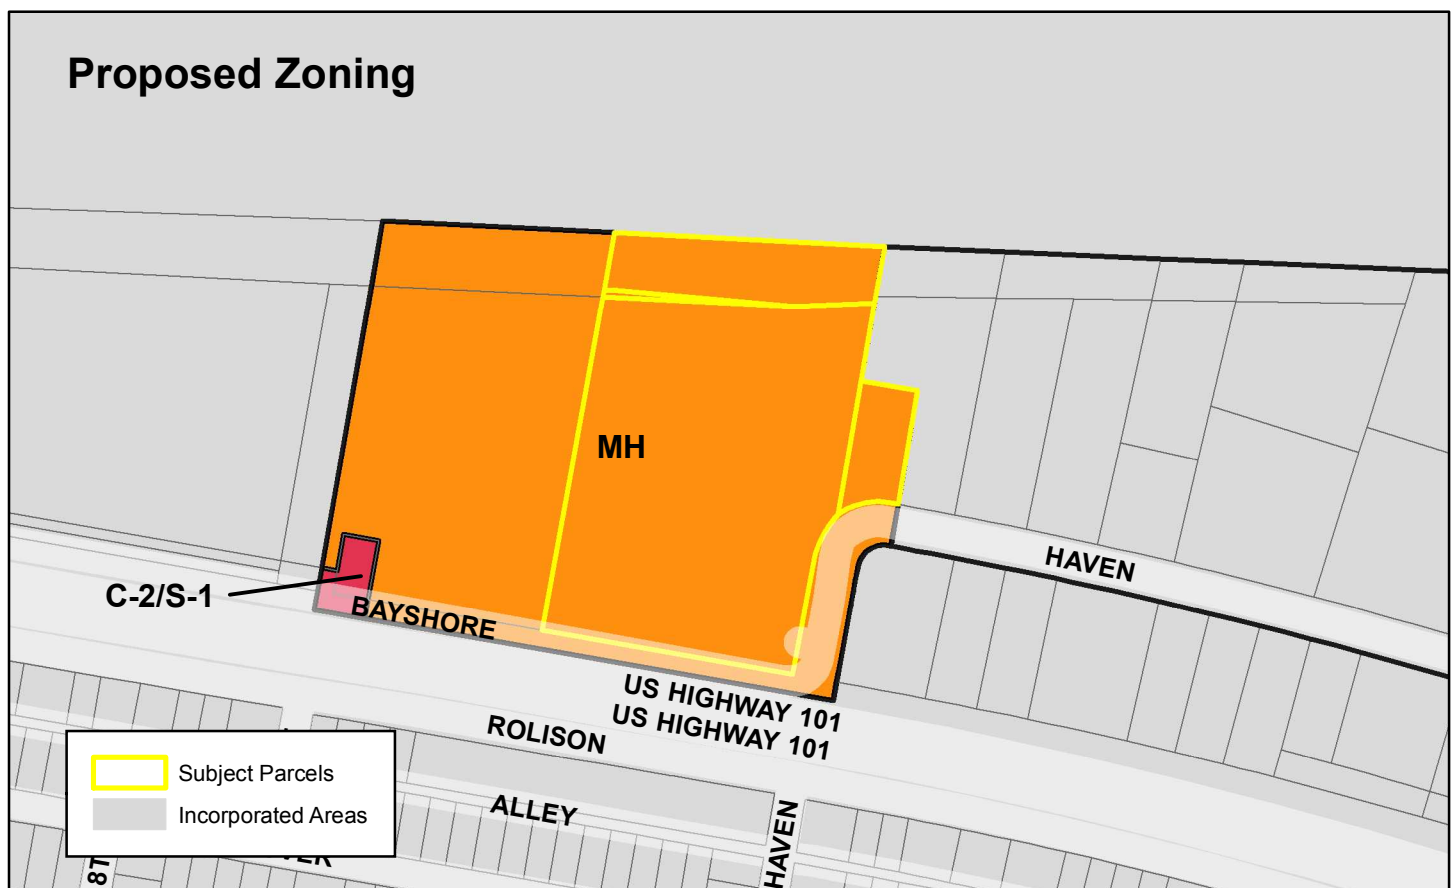 Proposed Zoning
MH
HAVEN
C-2/S-1
BAYSHORE
US HIGHWAY 101
US HIGHWAY 101
ROLISON
ALLEY
HAVEN
Subject Parcels
Incorporated Areas